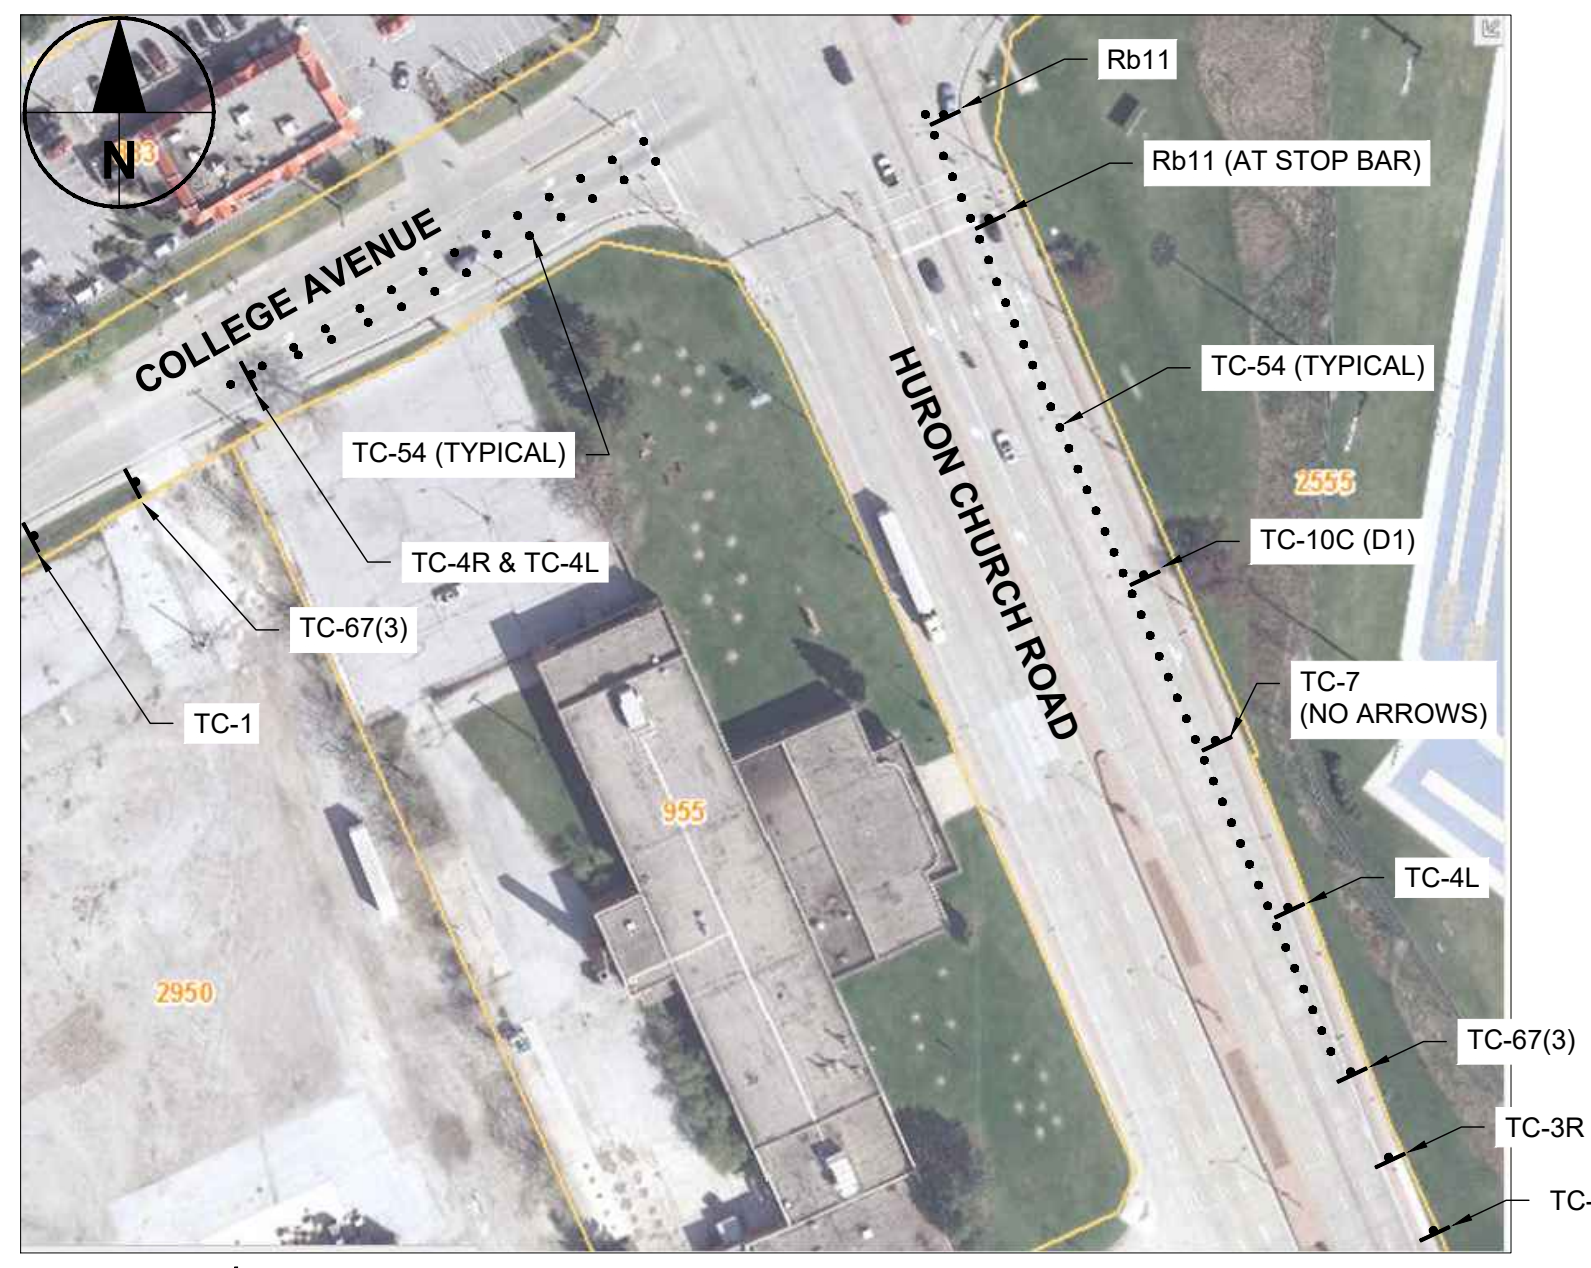 Rb11
N
Rb11 (AT STOP BAR)
COLLEGE AVENUE
TC-54 (TYPICAL)
HURON CHURCH ROAD
TC-54 (TYPICAL)
2555
TC-10C (D1)
TC-4R & TC-4L
TC-67(3)
TC-7
(NO ARROWS)
TC-1
955
TC-4L
2950
TC-67(3)
TC-3R
TC-